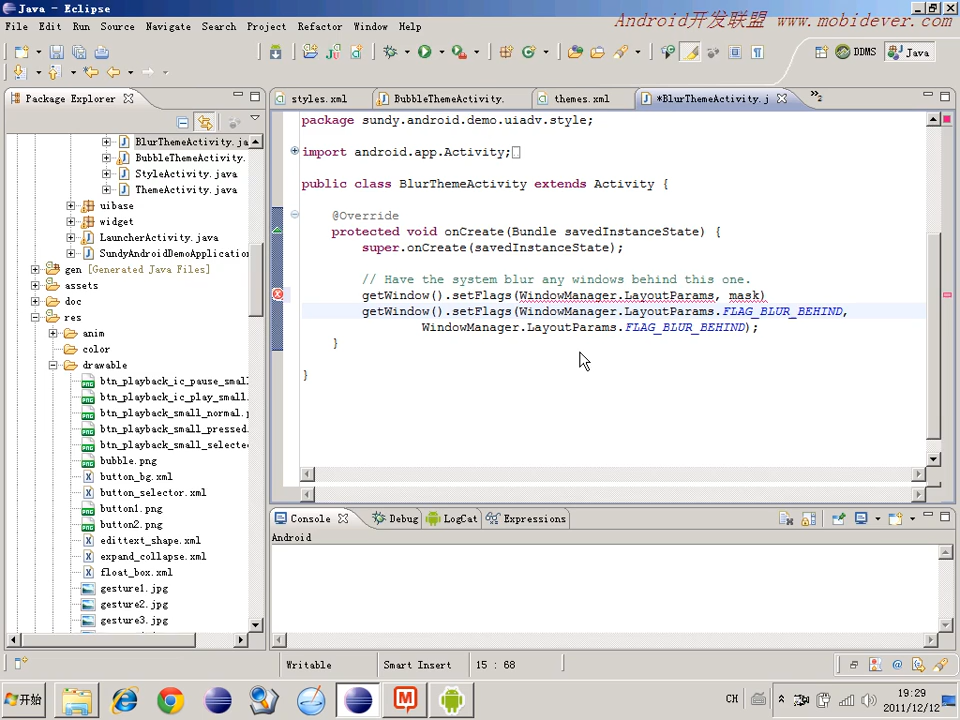 Java - Eclipse
Android开发联盟 www.mobidever.com
File Edit Run Source Navigate Search Project Refactor Window Help
DDMS Java
Package Explorer
styles.xml BubbleThemeActivity. themes.xml *BlurThemeActivity.j »2
BlurThemeActivity.ja
BubbleThemeActivity.
StyleActivity.java
ThemeActivity.java
uibase
widget
LauncherActivity.java
SundyAndroidDemoApplication
gen [Generated Java Files]
assets
doc
res
anim
color
drawable
btn_playback_ic_pause_small
btn_playback_ic_play_small.
btn_playback_small_normal.p
btn_playback_small_pressed.
btn_playback_small_selected
bubble.png
button_bg.xml
button_selector.xml
button1.png
button2.png
edittext_shape.xml
expand_collapse.xml
float_box.xml
gesture1.jpg
gesture2.jpg
gesture3.jpg
package sundy.android.demo.uiadv.style;
import android.app.Activity;
public class BlurThemeActivity extends Activity {
@Override
protected void onCreate(Bundle savedInstanceState) {
super.onCreate(savedInstanceState);
// Have the system blur any windows behind this one.
getWindow().setFlags(WindowManager.LayoutParams, mask)
getWindow().setFlags(WindowManager.LayoutParams.FLAG_BLUR_BEHIND,
WindowManager.LayoutParams.FLAG_BLUR_BEHIND);
}
}
Console Debug LogCat Expressions
Android
Writable Smart Insert 15 : 68
开始
CH
19:29
2011/12/12